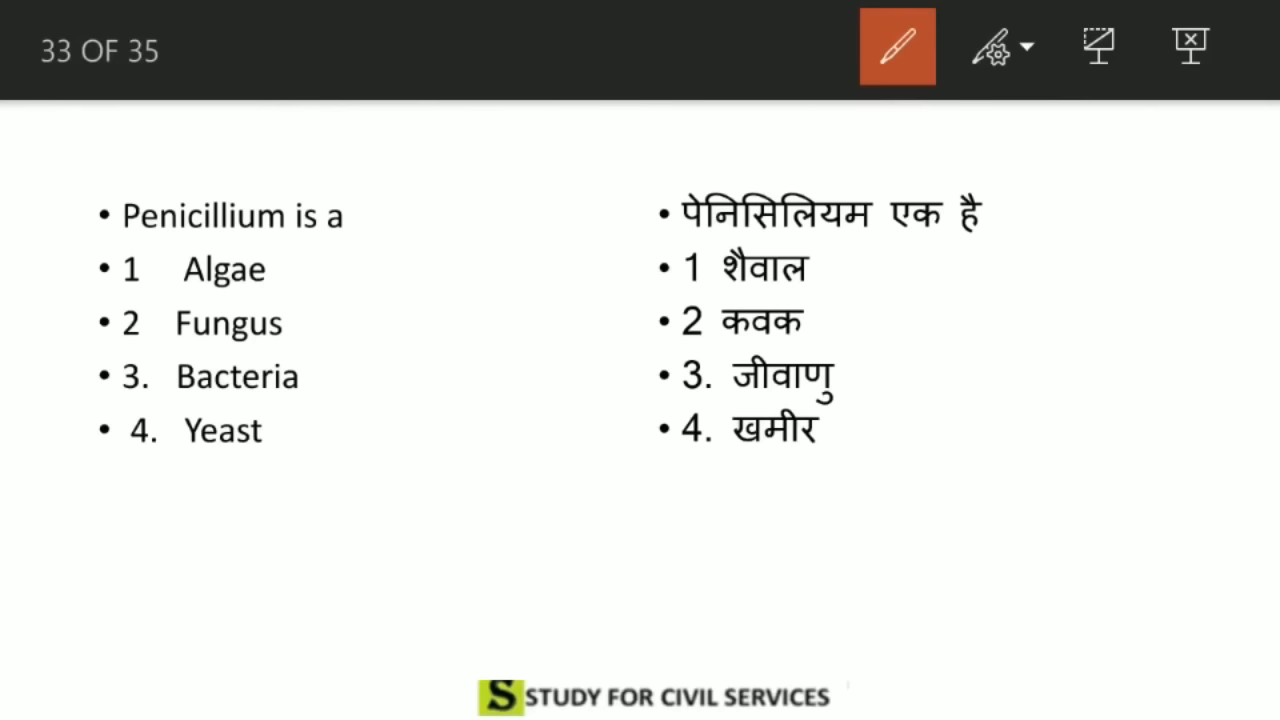 33 OF 35
• Penicillium is a
• 1 Algae
• 2 Fungus
• 3. Bacteria
• 4. Yeast
• पेनिसिलियम एक है
• 1 शैवाल
• 2 कवक
• 3. जीवाणु
• 4. खमीर
S STUDY FOR CIVIL SERVICES